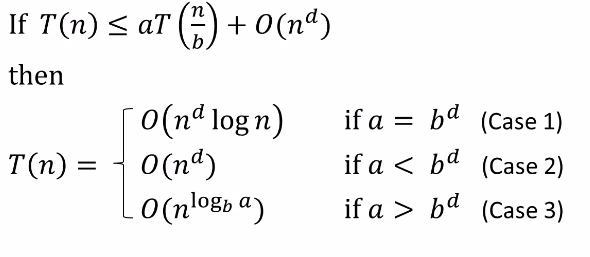 If T(n) ≤ aT(n/b) + O(n^d)
then
T(n) = { O(n^d log n) if a = b^d (Case 1)
O(n^d) if a < b^d (Case 2)
O(n^{log_b a}) if a > b^d (Case 3)